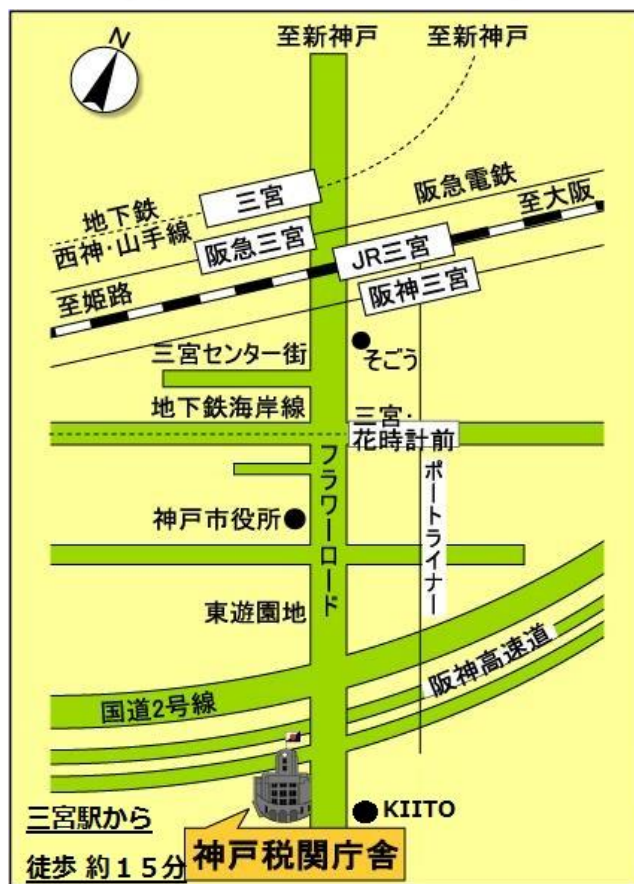 N
至新神戸
至新神戸
阪急電鉄
至大阪
三宮
地下鉄
西神・山手線
阪急三宮
JR三宮
阪神三宮
至姫路
三宮センター街
そごう
地下鉄海岸線
三宮・
花時計前
フラワーロード
ポートライナー
神戸市役所
東遊園地
国道2号線
阪神高速道
KIITO
三宮駅から
徒歩 約１５分
神戸税関庁舎